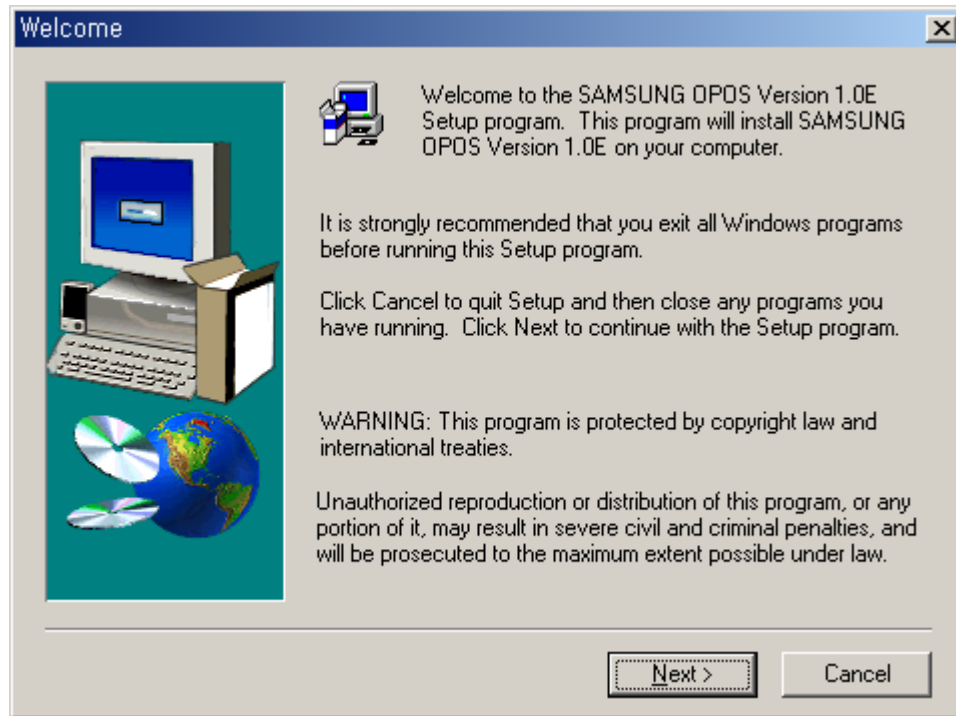 Welcome
Welcome to the SAMSUNG OPOS Version 1.0E
Setup program.  This program will install SAMSUNG
OPOS Version 1.0E on your computer.
It is strongly recommended that you exit all Windows programs
before running this Setup program.
Click Cancel to quit Setup and then close any programs you
have running.  Click Next to continue with the Setup program.
WARNING: This program is protected by copyright law and
international treaties.
Unauthorized reproduction or distribution of this program, or any
portion of it, may result in severe civil and criminal penalties, and
will be prosecuted to the maximum extent possible under law.
Next >
Cancel